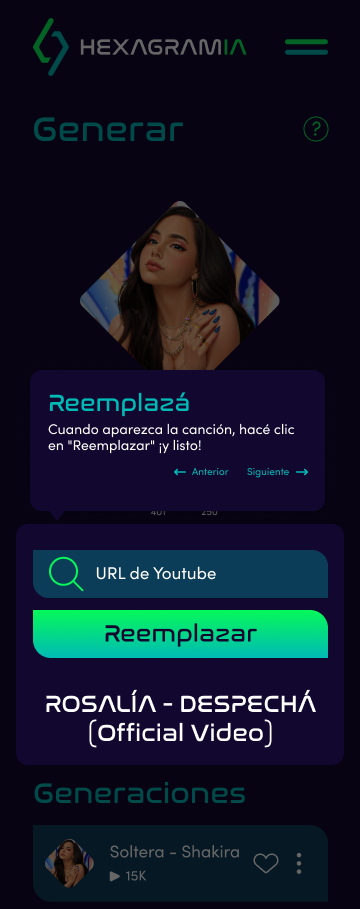 HEXAGRAMIA
Generar
?
Reemplazá
Cuando aparezca la canción, hacé clic
en "Reemplazar" ¡y listo!
Anterior Siguiente
401 250
URL de Youtube
Reemplazar
ROSALÍA - DESPECHÁ
(Official Video)
Generaciones
Soltera - Shakira
15K